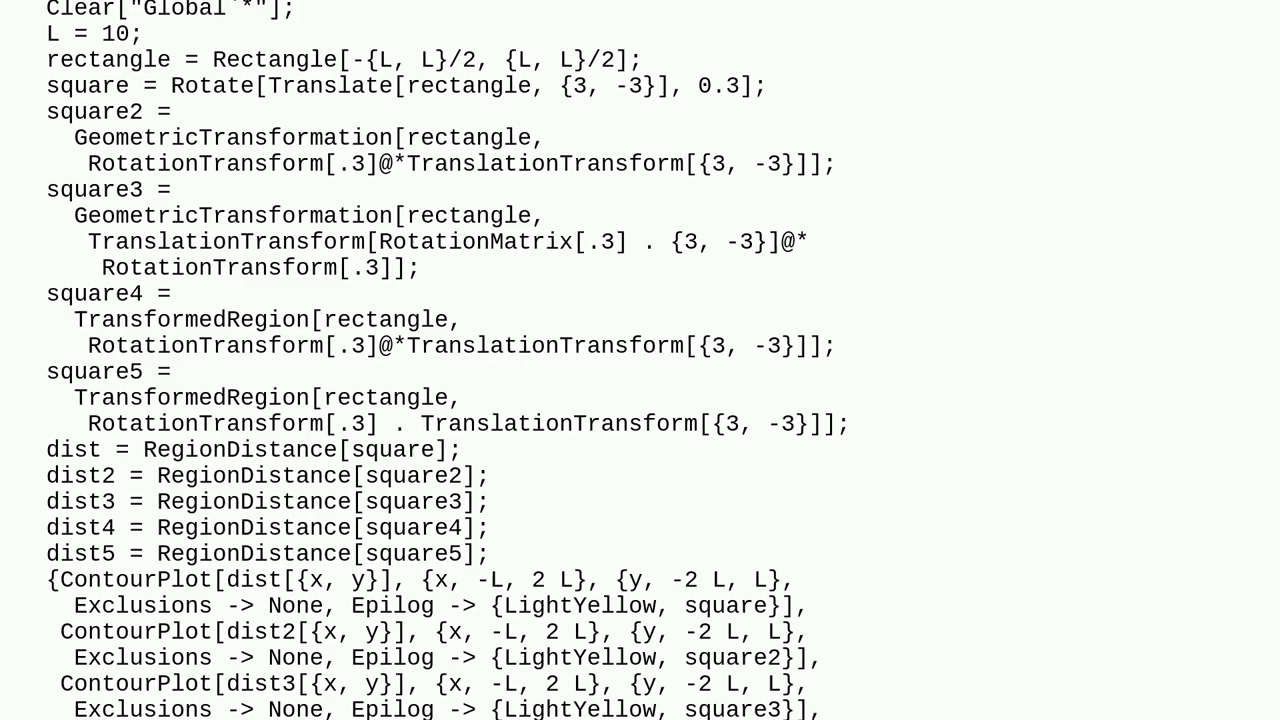 Clear["Global`*"];
L = 10;
rectangle = Rectangle[-{L, L}/2, {L, L}/2];
square = Rotate[Translate[rectangle, {3, -3}], 0.3];
square2 =
  GeometricTransformation[rectangle,
   RotationTransform[.3]@*TranslationTransform[{3, -3}]];
square3 =
  GeometricTransformation[rectangle,
   TranslationTransform[RotationMatrix[.3] . {3, -3}]@*
    RotationTransform[.3]];
square4 =
  TransformedRegion[rectangle,
   RotationTransform[.3]@*TranslationTransform[{3, -3}]];
square5 =
  TransformedRegion[rectangle,
   RotationTransform[.3] . TranslationTransform[{3, -3}]];
dist = RegionDistance[square];
dist2 = RegionDistance[square2];
dist3 = RegionDistance[square3];
dist4 = RegionDistance[square4];
dist5 = RegionDistance[square5];
{ContourPlot[dist[{x, y}], {x, -L, 2 L}, {y, -2 L, L},
  Exclusions -> None, Epilog -> {LightYellow, square}],
 ContourPlot[dist2[{x, y}], {x, -L, 2 L}, {y, -2 L, L},
  Exclusions -> None, Epilog -> {LightYellow, square2}],
 ContourPlot[dist3[{x, y}], {x, -L, 2 L}, {y, -2 L, L},
  Exclusions -> None, Epilog -> {LightYellow, square3}],